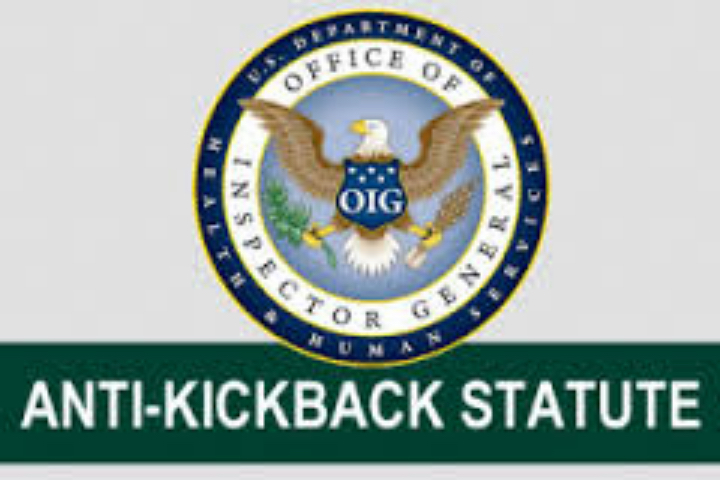 U.S. DEPARTMENT OF HEALTH & HUMAN SERVICES
OFFICE OF INSPECTOR GENERAL
OIG
ANTI-KICKBACK STATUTE